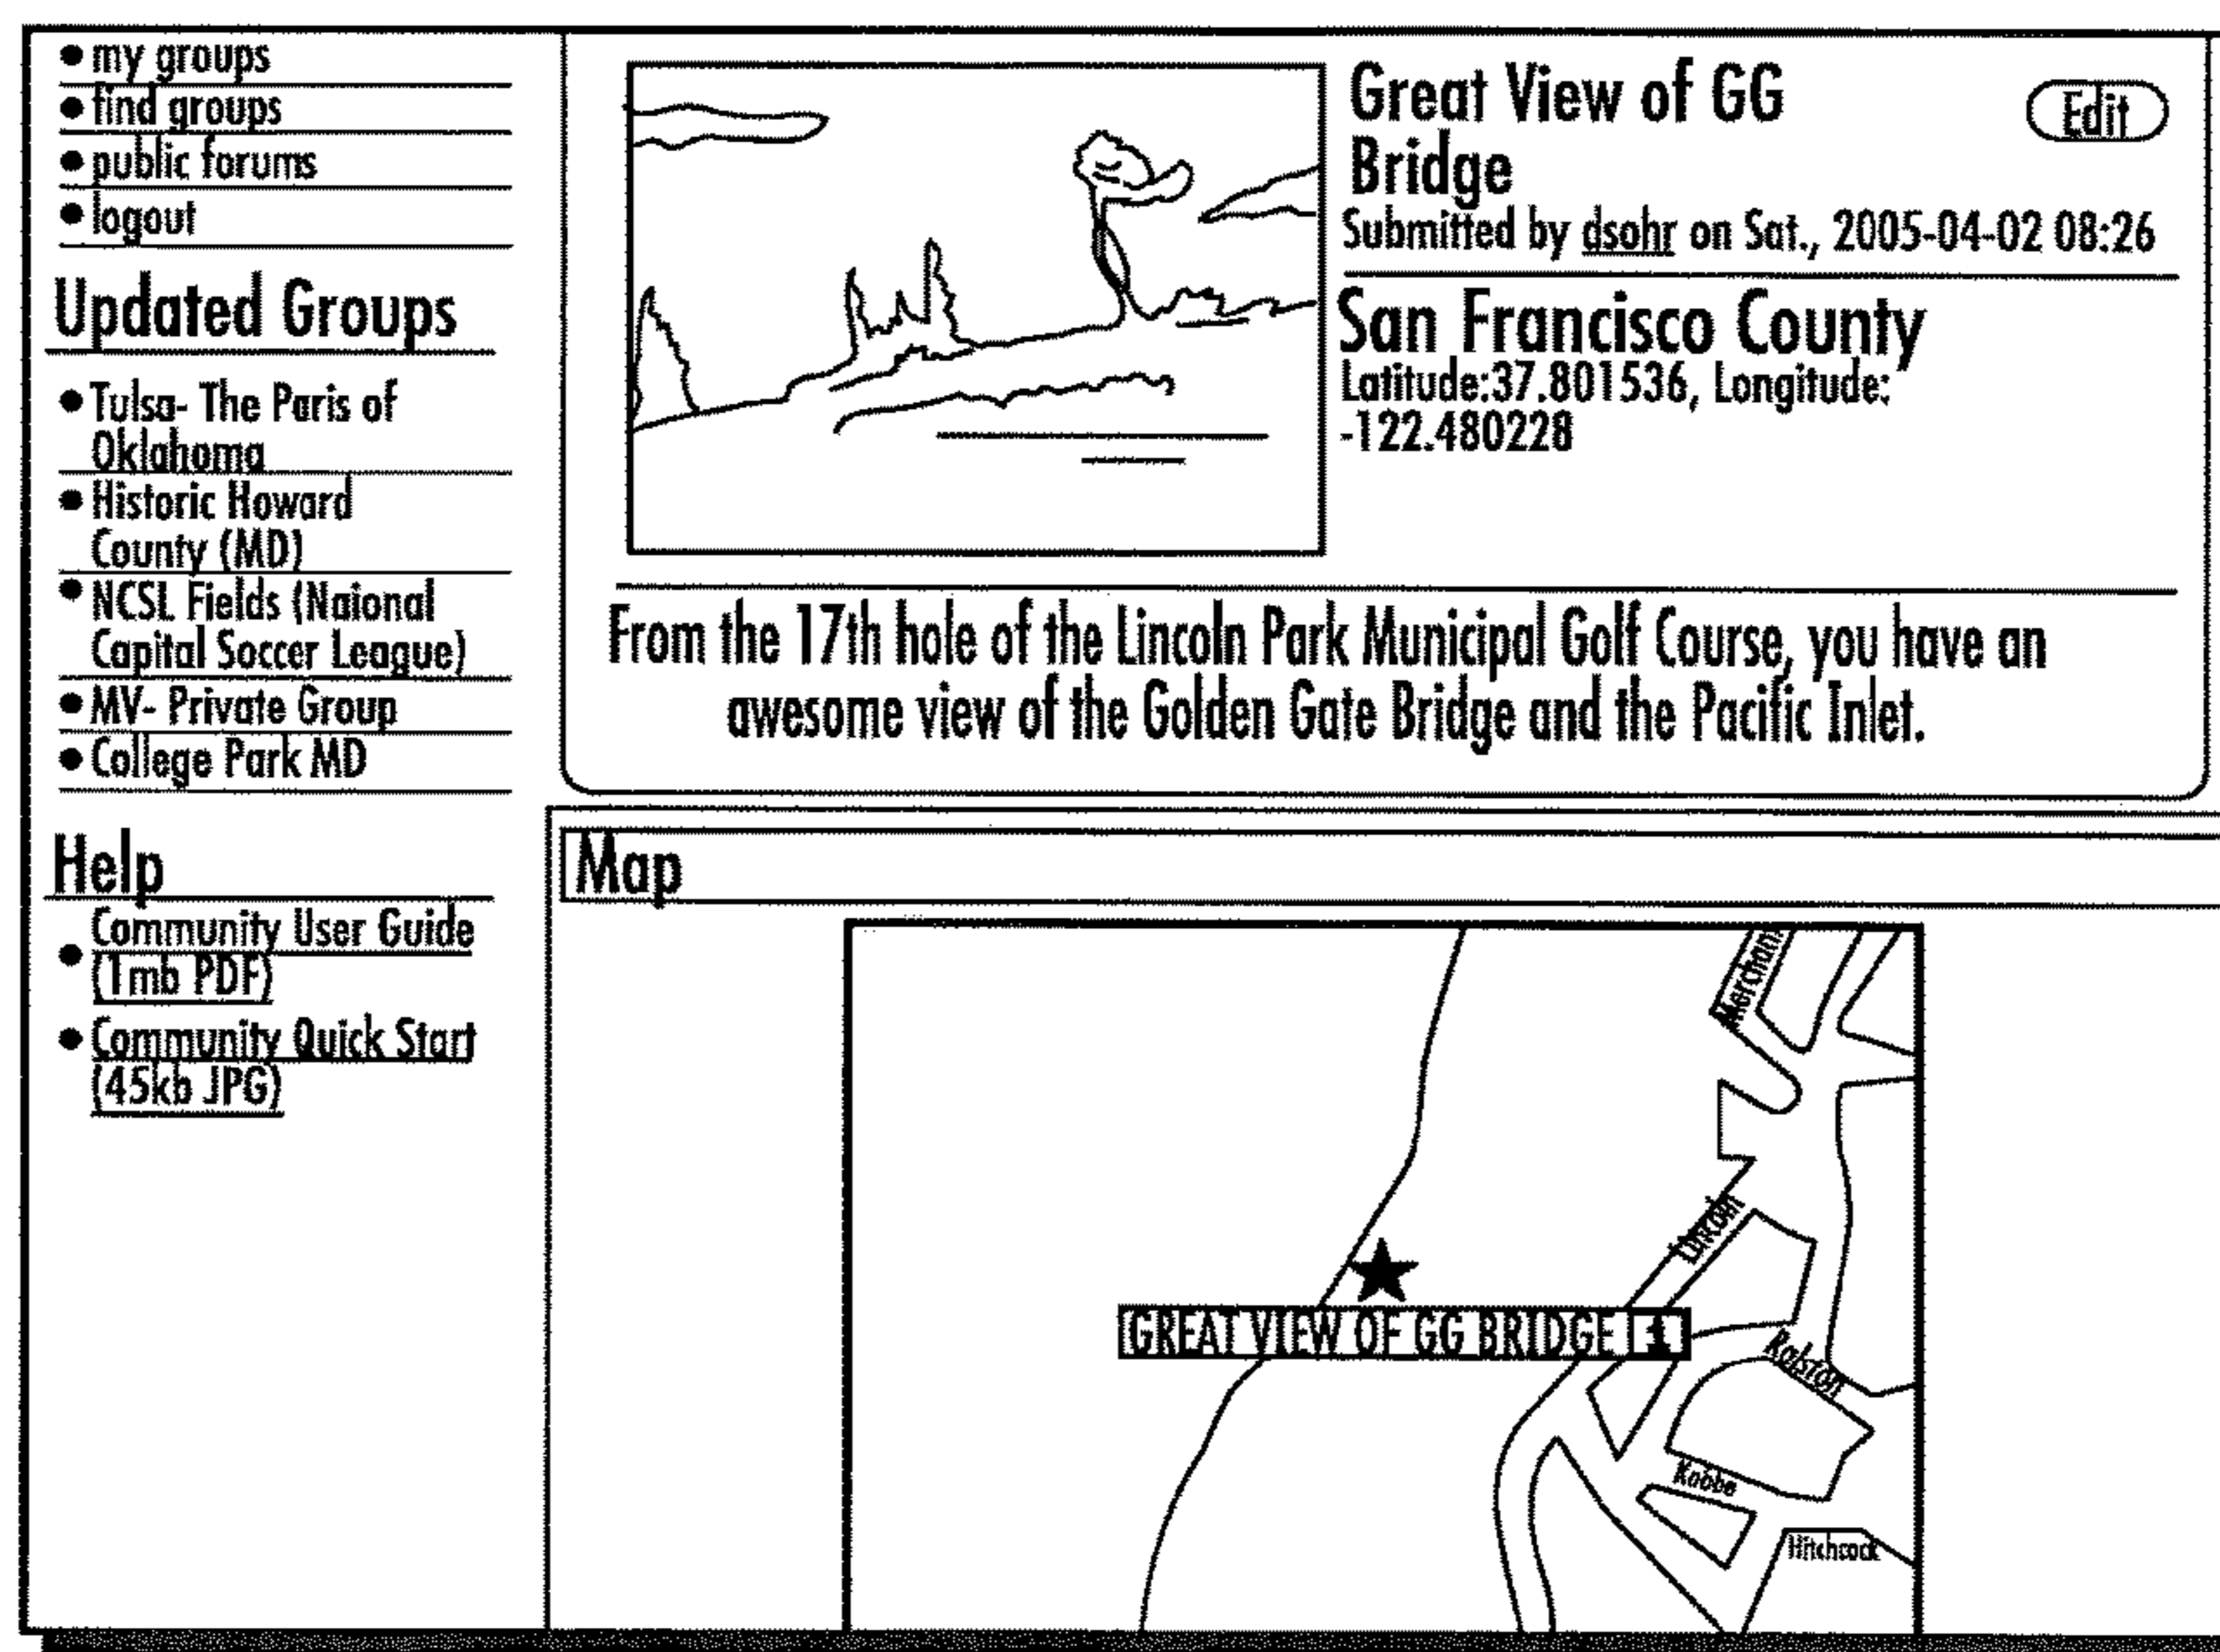 my groups
find groups
public forums
logout
Updated Groups
Tulsa- The Paris of
Oklahoma
Historic Howard
County (MD)
NCSL Fields (Naional
Capital Soccer League)
MV- Private Group
College Park MD
Help
Community User Guide
(1mb PDF)
Community Quick Start
(45kb JPG)
Great View of GG
Bridge
Edit
Submitted by dsohr on Sat., 2005-04-02 08:26
San Francisco County
Latitude:37.801536, Longitude:
-122.480228
From the 17th hole of the Lincoln Park Municipal Golf Course, you have an
awesome view of the Golden Gate Bridge and the Pacific Inlet.
Map
Merchant
Lincoln
GREAT VIEW OF GG BRIDGE 1
Ralston
Kobbe
Hitchcock